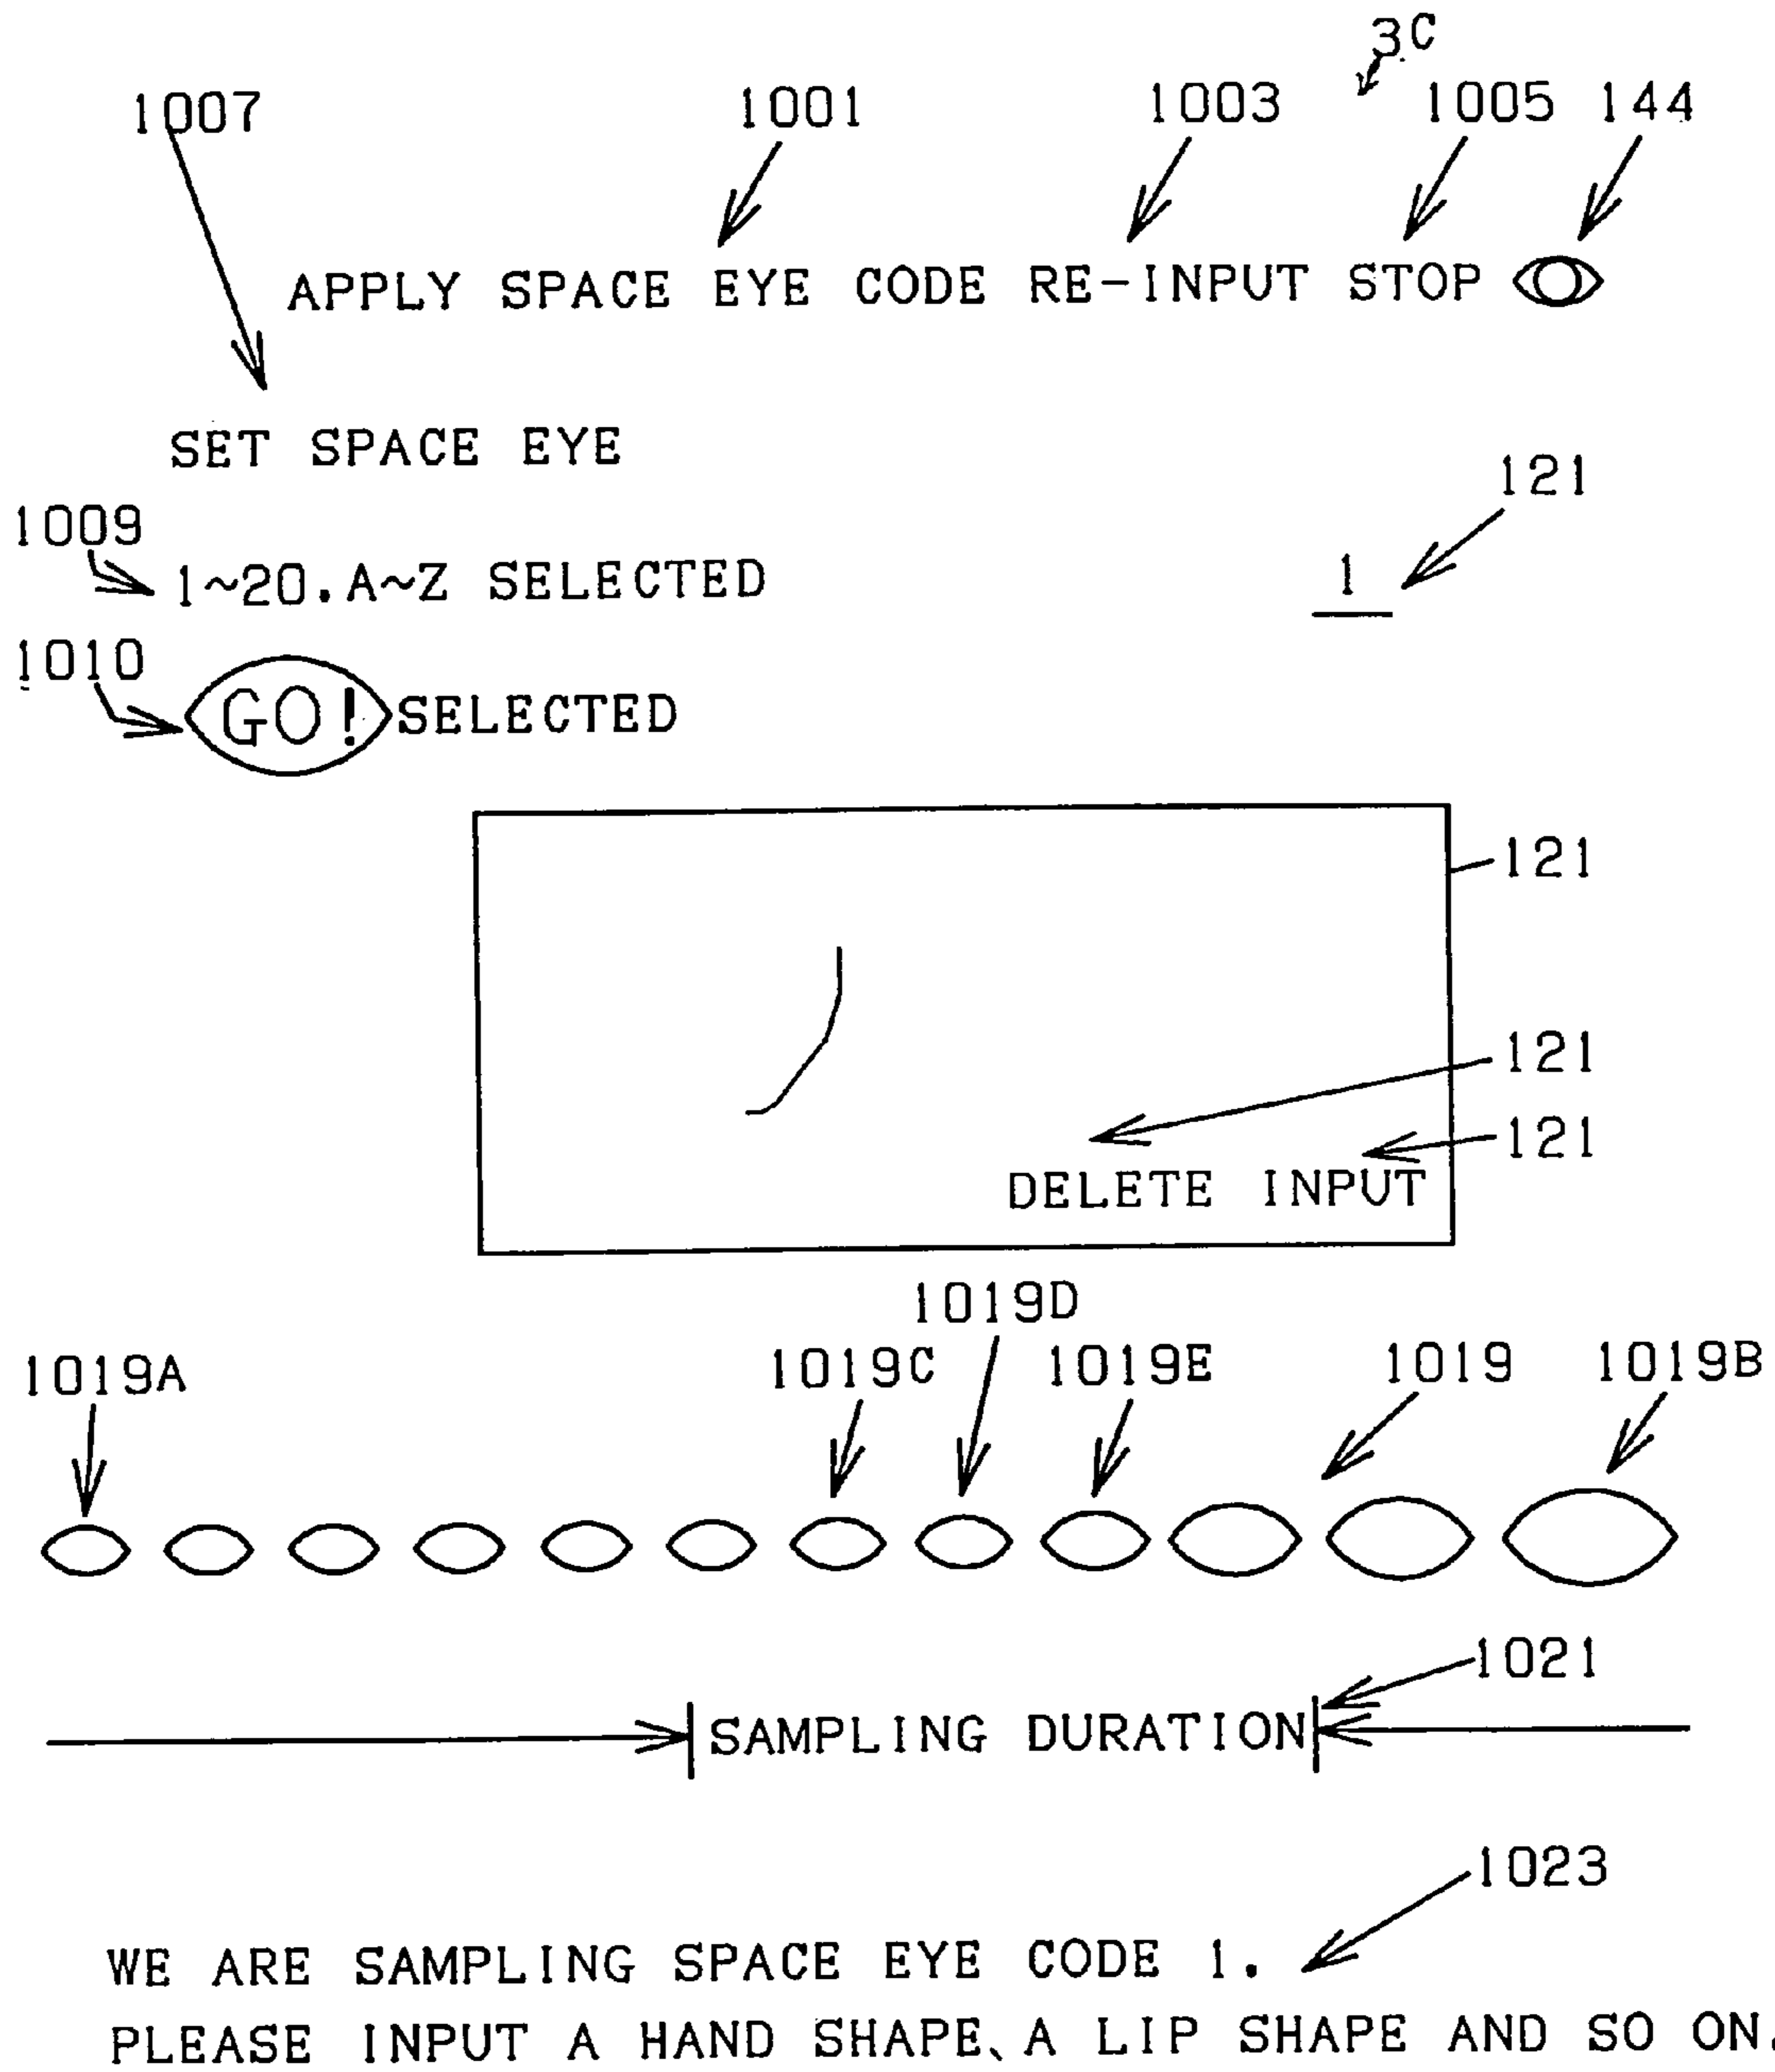 3C
1007 1001 1003 1005 144
APPLY SPACE EYE CODE RE-INPUT STOP
SET SPACE EYE
121
1009
1~20.A~Z SELECTED
1
1010
GO! SELECTED
121
121
121
DELETE INPUT
1019D
1019A 1019C 1019E 1019 1019B
1021
SAMPLING DURATION
1023
WE ARE SAMPLING SPACE EYE CODE 1.
PLEASE INPUT A HAND SHAPE、A LIP SHAPE AND SO ON.